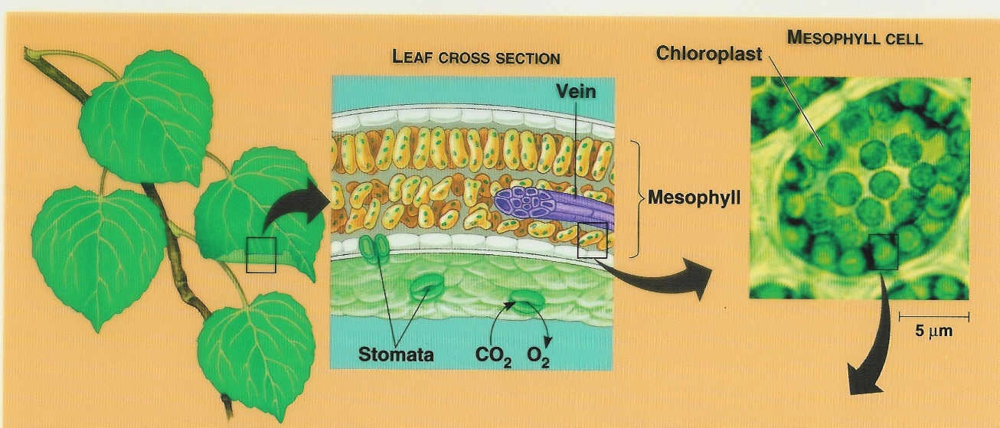 LEAF CROSS SECTION
Vein
Mesophyll
Stomata
CO₂ O₂
MESOPHYLL CELL
Chloroplast
5 µm